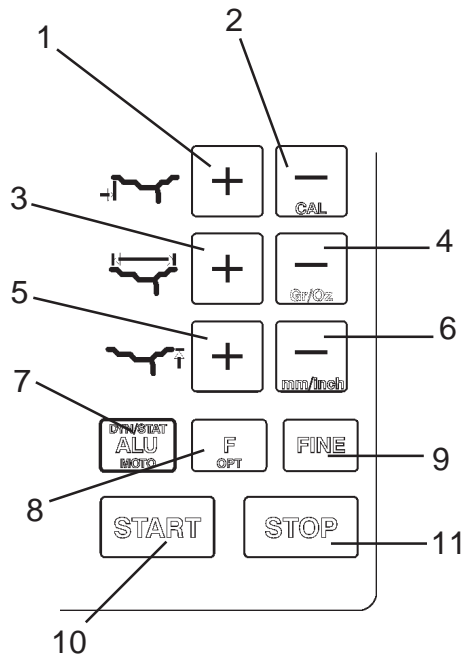 1
2
+
−
CAL
3
4
+
−
Gr/Oz
5
6
+
−
mm/inch
7
DYN/STAT
ALU
MOTO
8
F
OPT
9
FINE
10
START
11
STOP